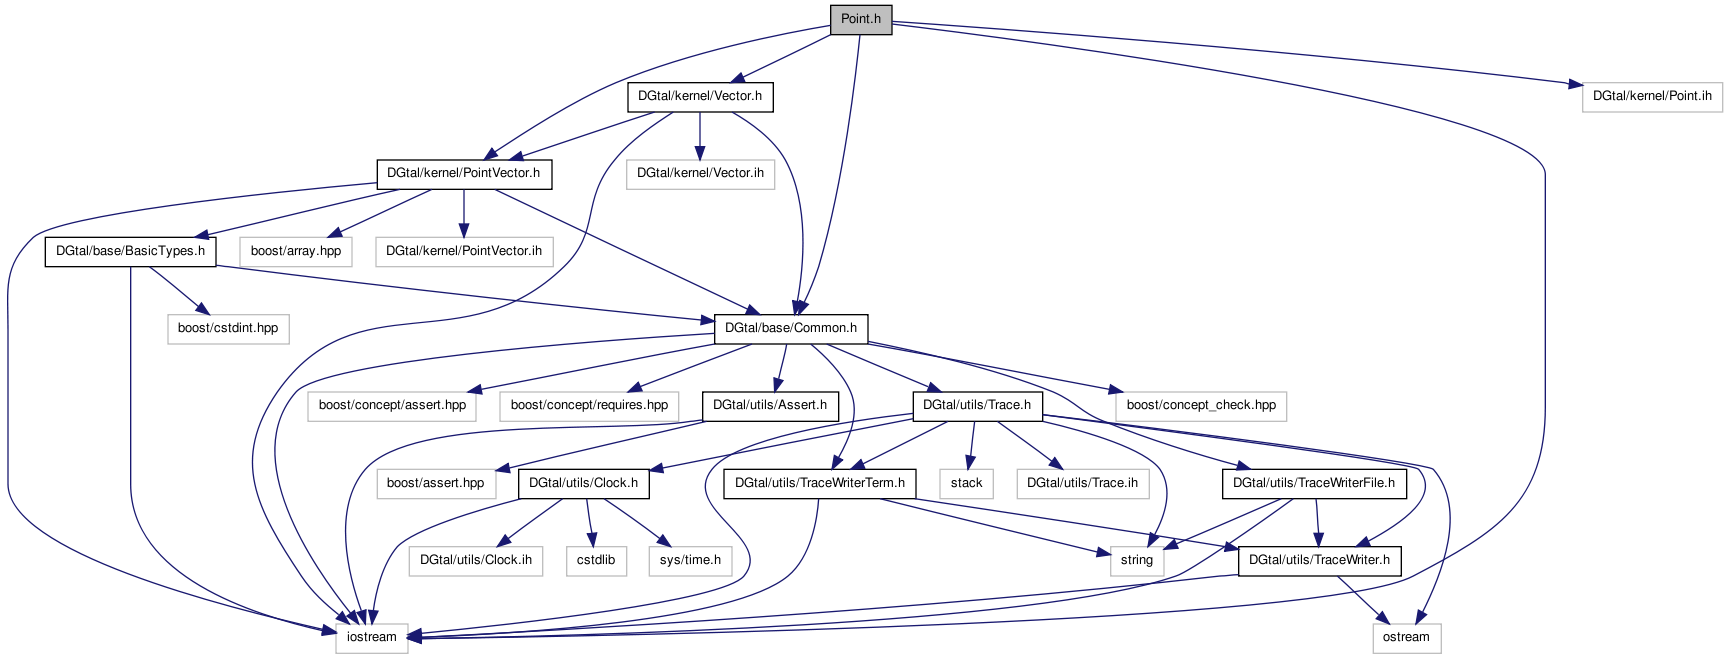 Point.h
DGtal/kernel/Vector.h
DGtal/kernel/Point.ih
DGtal/kernel/PointVector.h
DGtal/kernel/Vector.ih
DGtal/base/BasicTypes.h
boost/array.hpp
DGtal/kernel/PointVector.ih
boost/cstdint.hpp
DGtal/base/Common.h
boost/concept/assert.hpp
boost/concept/requires.hpp
DGtal/utils/Assert.h
DGtal/utils/Trace.h
boost/concept_check.hpp
boost/assert.hpp
DGtal/utils/Clock.h
DGtal/utils/TraceWriterTerm.h
stack
DGtal/utils/Trace.ih
DGtal/utils/TraceWriterFile.h
DGtal/utils/Clock.ih
cstdlib
sys/time.h
string
DGtal/utils/TraceWriter.h
iostream
ostream